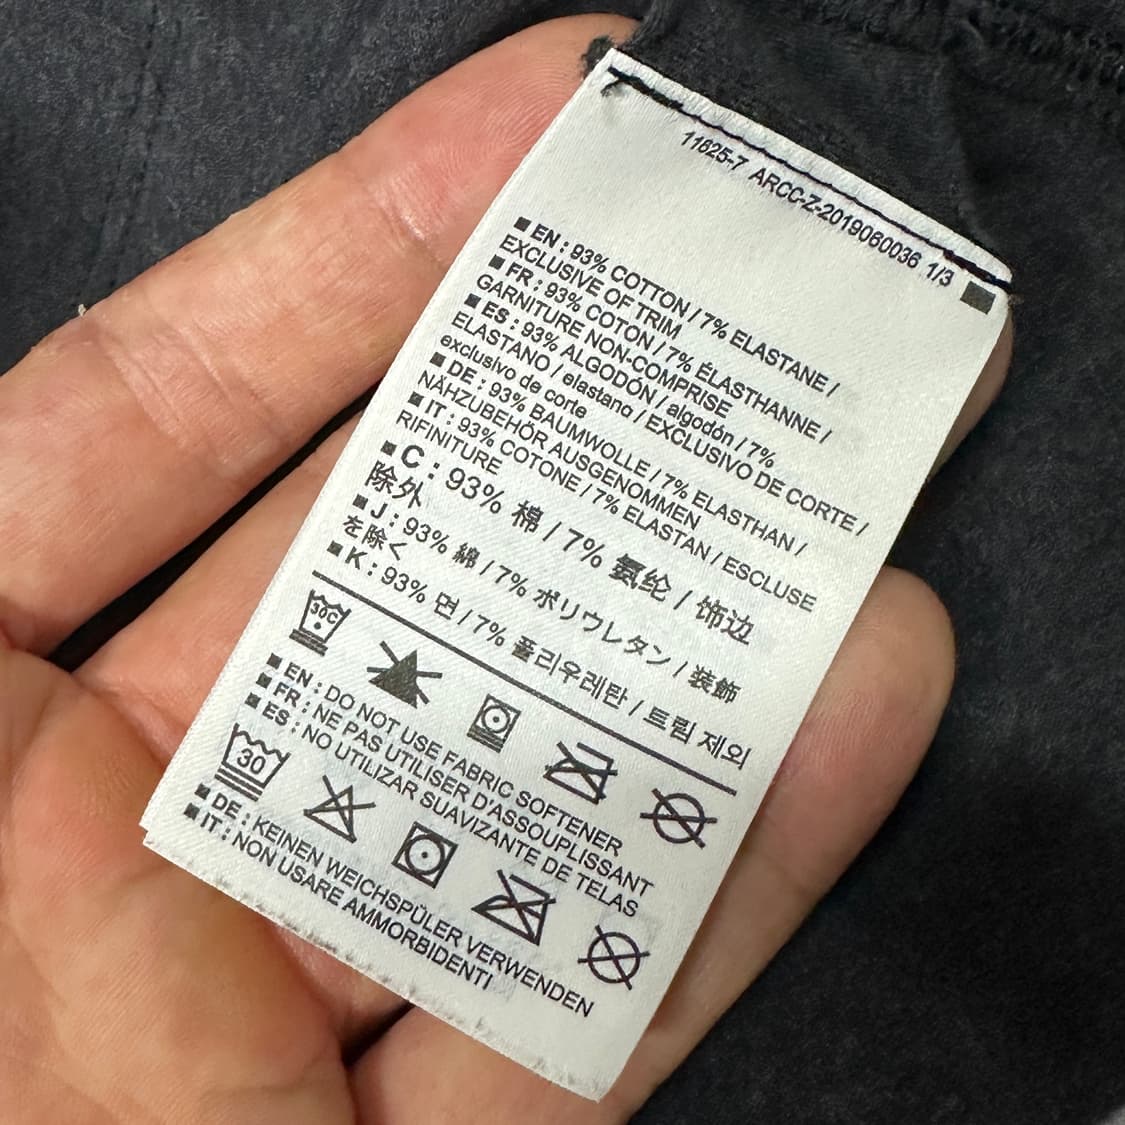 11625-7 ARCC-Z-2019060036 1/3
■ EN : 93% COTTON / 7% ELASTANE /
EXCLUSIVE OF TRIM
■ FR : 93% COTON / 7% ÉLASTHANNE /
GARNITURE NON-COMPRISE
■ ES : 93% ALGODÓN / algodón / 7%
ELASTANO / elastano / EXCLUSIVO DE CORTE /
exclusivo de corte
■ DE : 93% BAUMWOLLE / 7% ELASTHAN /
NÄHZUBEHÖR AUSGENOMMEN
■ IT : 93% COTONE / 7% ELASTAN / ESCLUSE
RIFINITURE
■ C : 93% 棉 / 7% 氨纶 / 饰边
除外
■ J : 93% 綿 / 7% ポリウレタン / 装飾
を除く
■ K : 93% 면 / 7% 폴리우레탄 / 트림 제외
30C
■ EN : DO NOT USE FABRIC SOFTENER
■ FR : NE PAS UTILISER D'ASSOUPLISSANT
■ ES : NO UTILIZAR SUAVIZANTE DE TELAS
30
■ DE : KEINEN WEICHSPÜLER VERWENDEN
■ IT : NON USARE AMMORBIDENTI